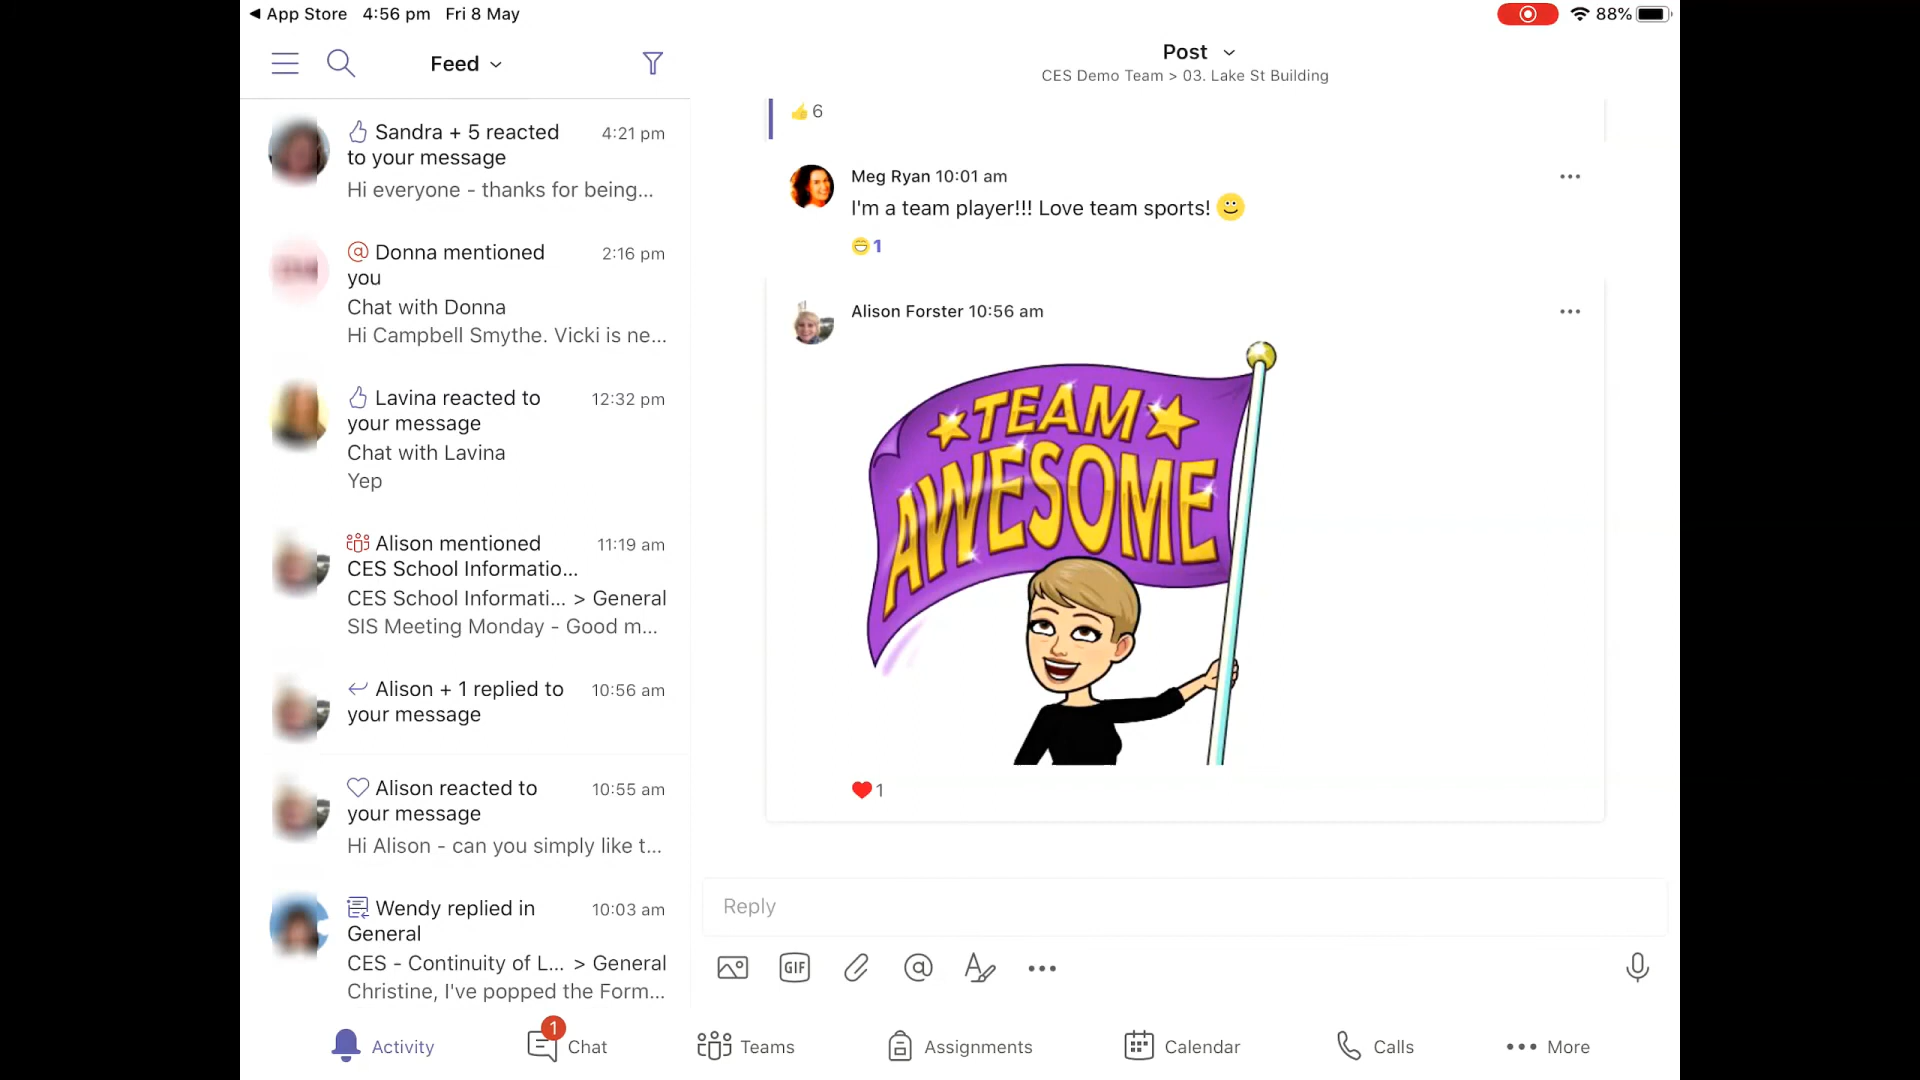 App Store 4:56 pm Fri 8 May
88%
Feed
Sandra + 5 reacted to your message 4:21 pm
Hi everyone - thanks for being...
Donna mentioned you 2:16 pm
Chat with Donna
Hi Campbell Smythe. Vicki is ne...
Lavina reacted to your message 12:32 pm
Chat with Lavina
Yep
Alison mentioned 11:19 am
CES School Informatio...
CES School Informati... > General
SIS Meeting Monday - Good m...
Alison + 1 replied to your message 10:56 am
Alison reacted to your message 10:55 am
Hi Alison - can you simply like t...
Wendy replied in General 10:03 am
CES - Continuity of L... > General
Christine, I've popped the Form...
Post
CES Demo Team > 03. Lake St Building
6
Meg Ryan 10:01 am
I'm a team player!!! Love team sports!
1
Alison Forster 10:56 am
TEAM
AWESOME
1
Reply
GIF
Activity
1
Chat
Teams
Assignments
Calendar
Calls
More